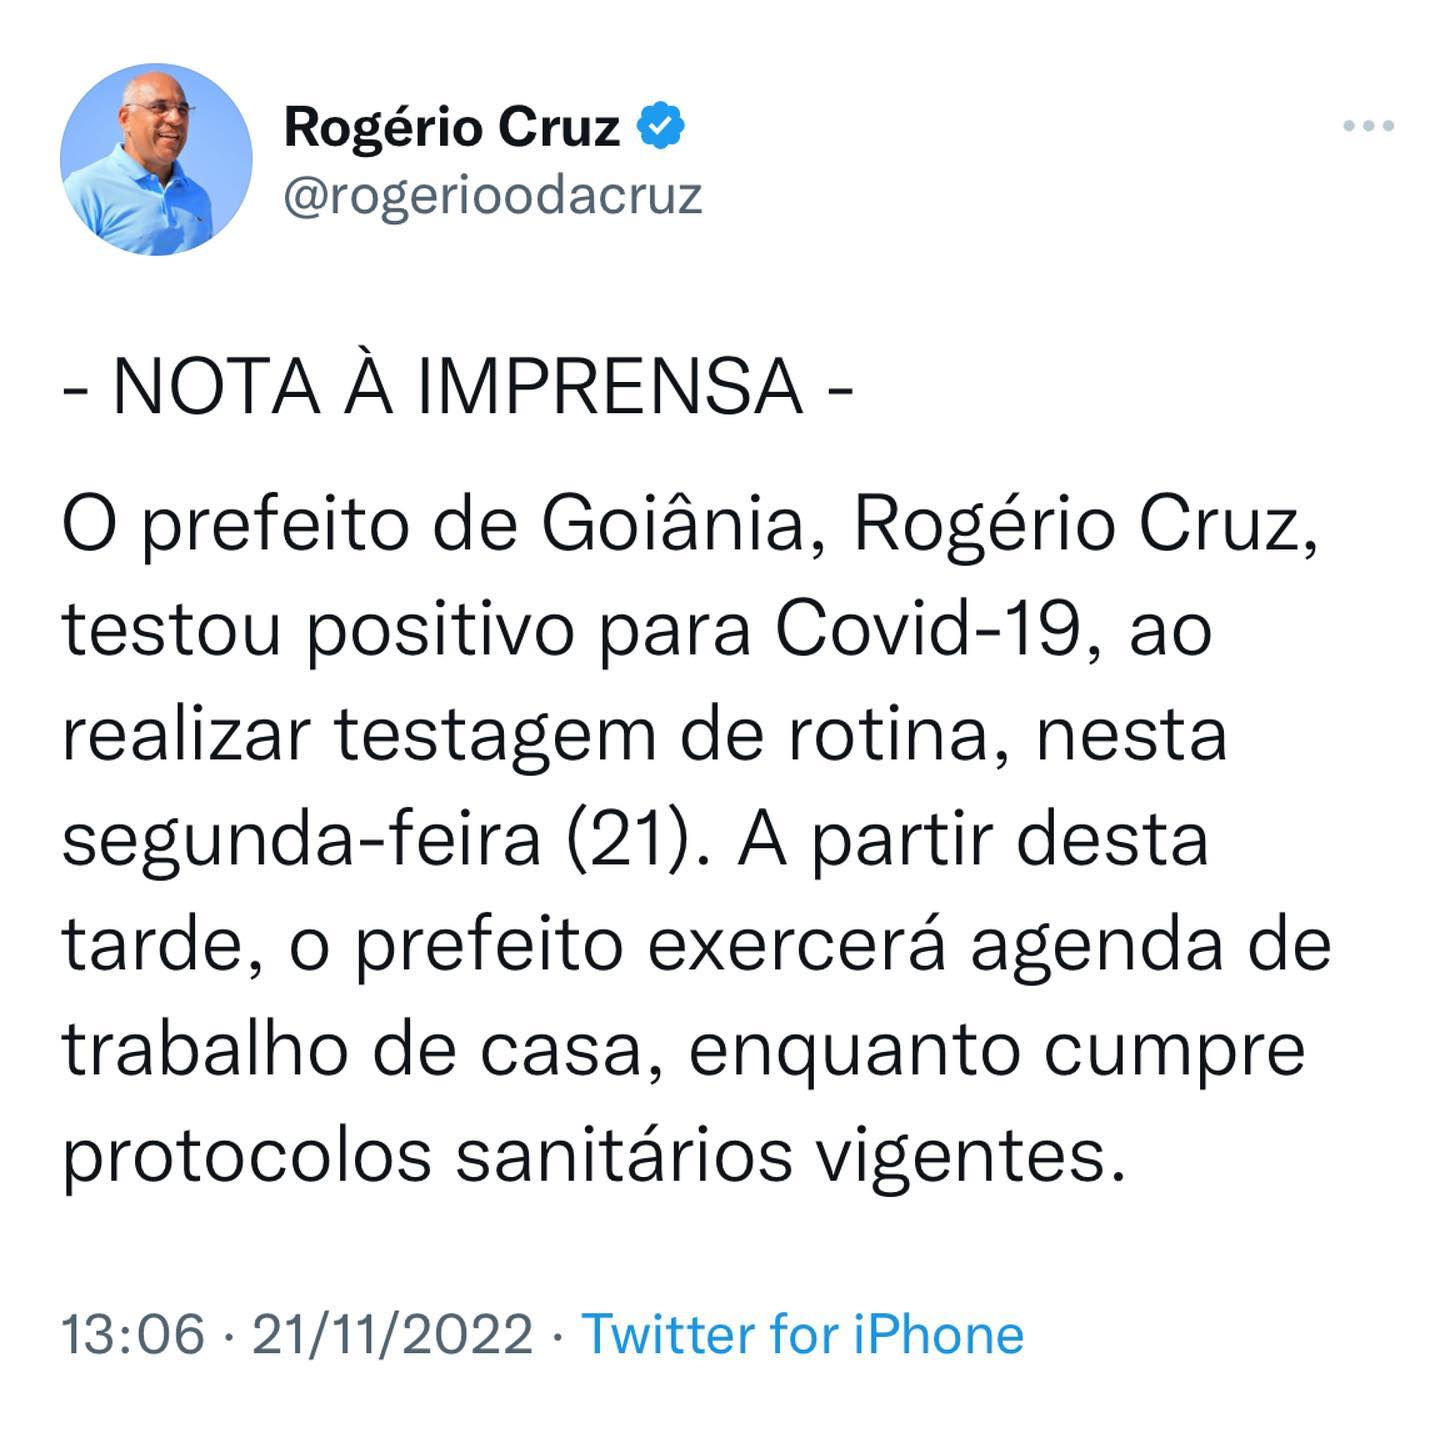 Rogério Cruz
@rogerioodacruz
- NOTA À IMPRENSA -
O prefeito de Goiânia, Rogério Cruz,
testou positivo para Covid-19, ao
realizar testagem de rotina, nesta
segunda-feira (21). A partir desta
tarde, o prefeito exercerá agenda de
trabalho de casa, enquanto cumpre
protocolos sanitários vigentes.
13:06 · 21/11/2022 · Twitter for iPhone